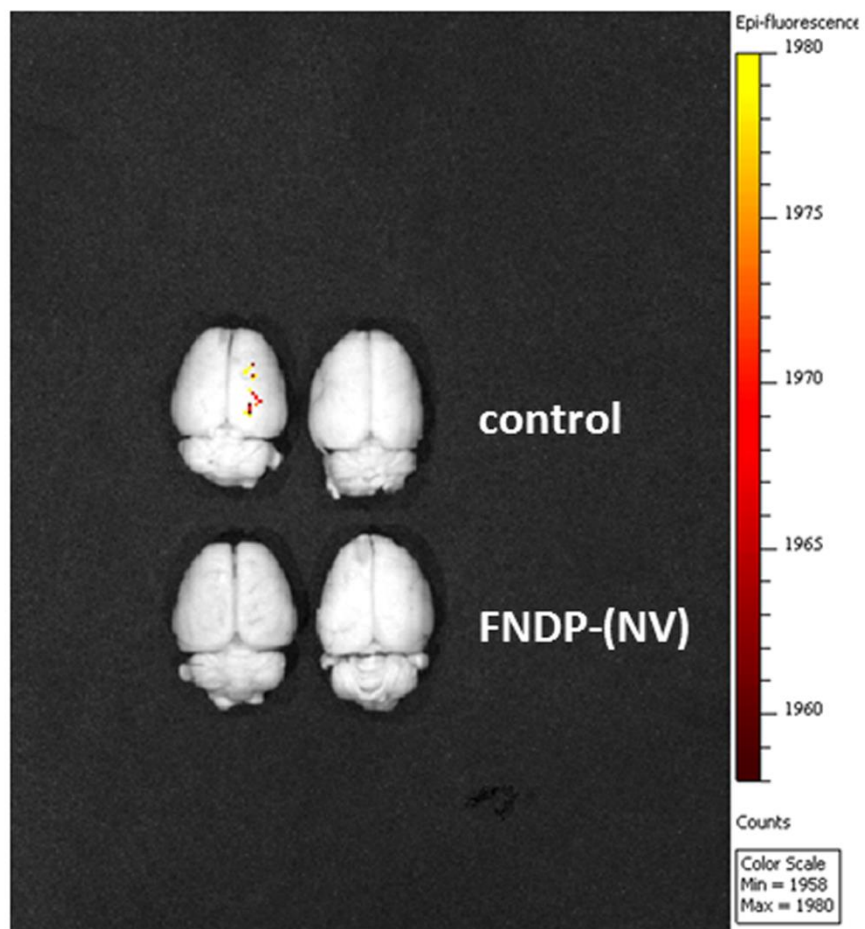 Epi-fluorescence
1980
1975
1970
1965
1960
control
FNDP-(NV)
Counts
Color Scale
Min = 1958
Max = 1980